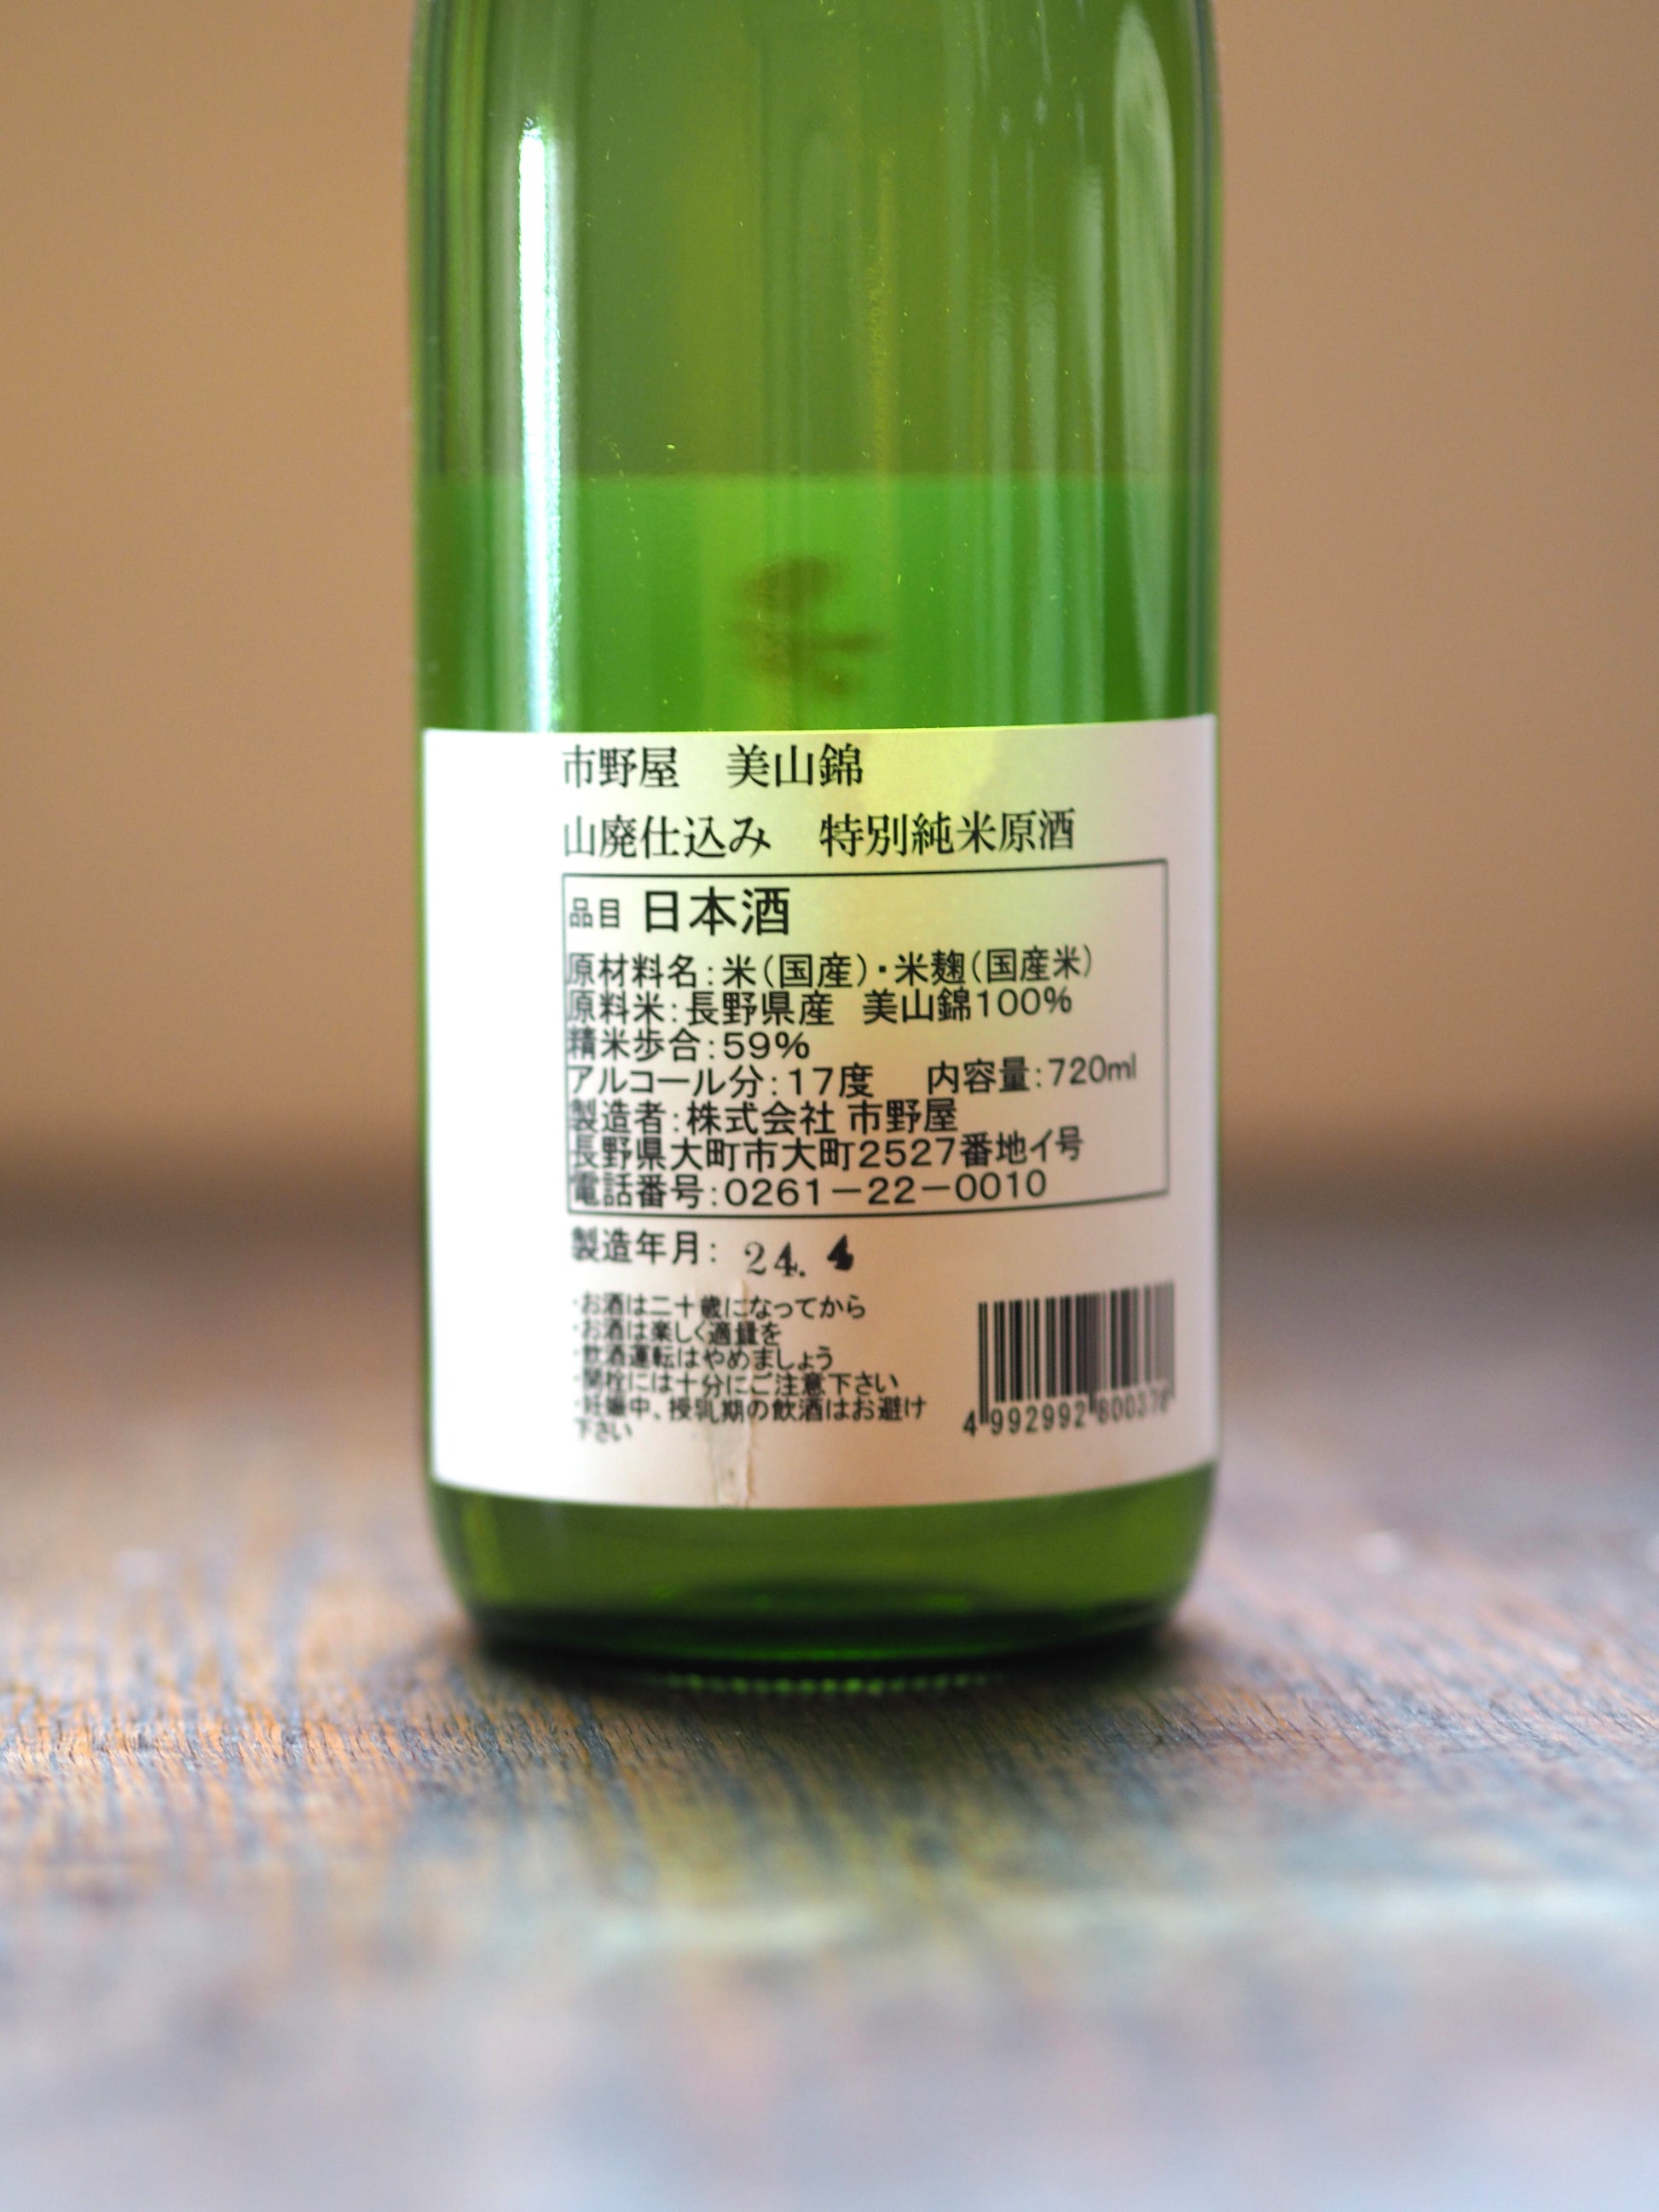 市野屋　美山錦
山廃仕込み　特別純米原酒
品目 日本酒
原材料名：米（国産）・米麹（国産米）
原料米：長野県産　美山錦100％
精米歩合：59％
アルコール分：17度　内容量：720ml
製造者：株式会社 市野屋
長野県大町市大町2527番地イ号
電話番号：0261－22－0010
製造年月：24. 4
・お酒は二十歳になってから
・お酒は楽しく適量を
・飲酒運転はやめましょう
・開栓には十分にご注意下さい
・妊娠中、授乳期の飲酒はお避け
下さい
4 992992